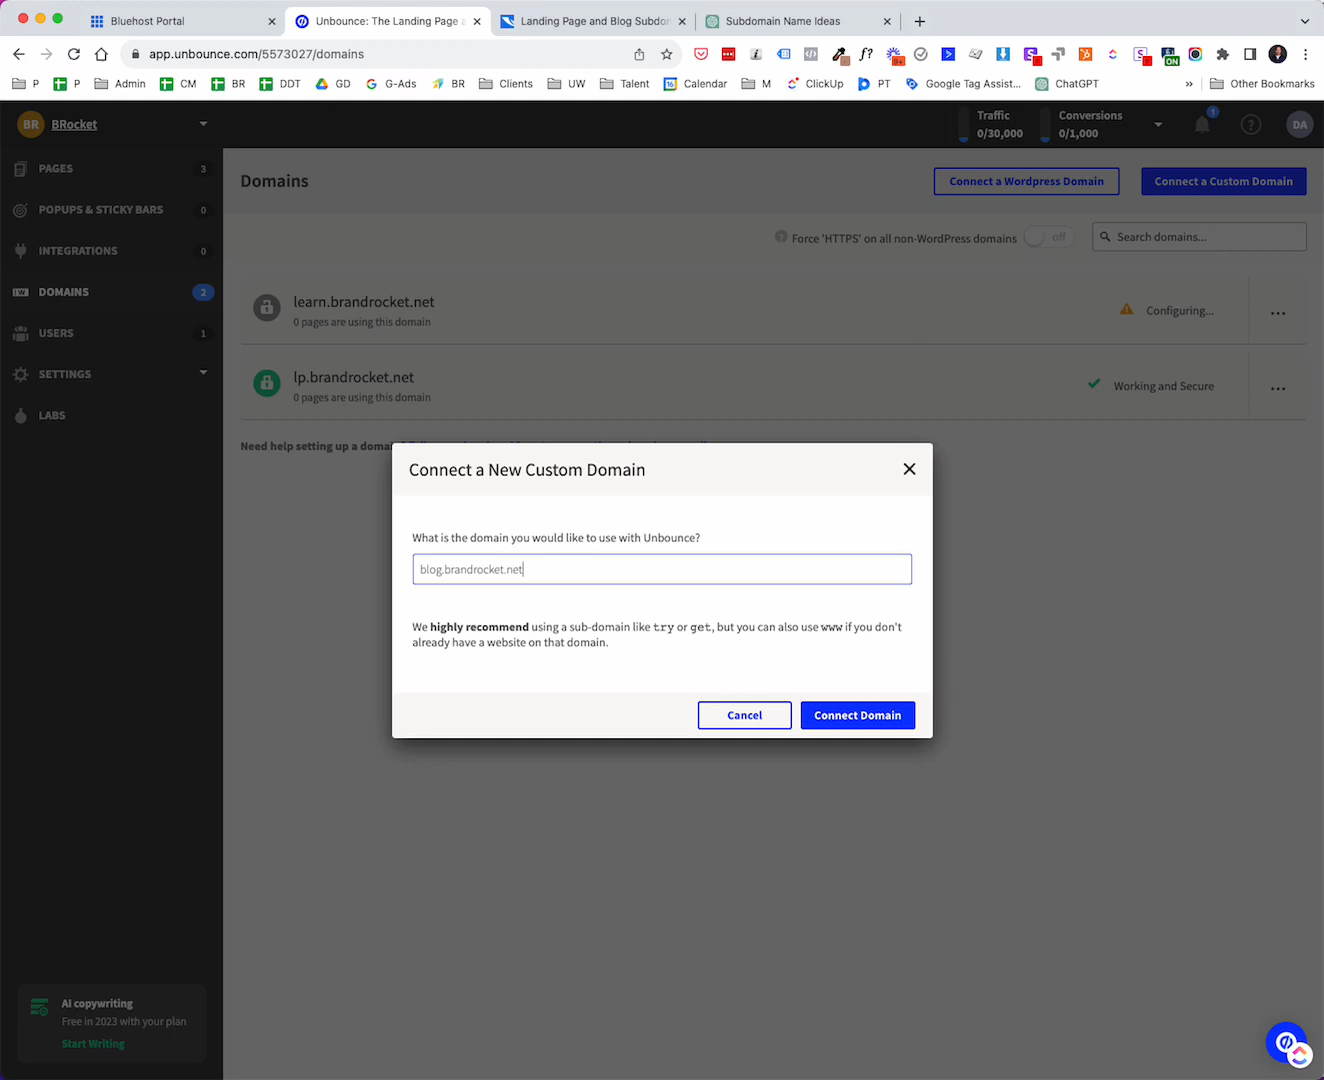 Bluehost Portal
Unbounce: The Landing Page
Landing Page and Blog Subdo
Subdomain Name Ideas
app.unbounce.com/5573027/domains
P
P
Admin
CM
BR
DDT
GD
G-Ads
BR
Clients
UW
Talent
Calendar
M
ClickUp
PT
Google Tag Assist...
ChatGPT
»
Other Bookmarks
BR
BRocket
Traffic
0/30,000
Conversions
0/1,000
1
DA
PAGES 3
POPUPS & STICKY BARS 0
INTEGRATIONS 0
DOMAINS 2
USERS 1
SETTINGS
LABS
Domains
Connect a Wordpress Domain
Connect a Custom Domain
Force 'HTTPS' on all non-WordPress domains
off
Search domains...
learn.brandrocket.net
0 pages are using this domain
Configuring...
lp.brandrocket.net
0 pages are using this domain
Working and Secure
Need help setting up a domai
Connect a New Custom Domain
What is the domain you would like to use with Unbounce?
blog.brandrocket.net
We highly recommend using a sub-domain like try or get, but you can also use www if you don't
already have a website on that domain.
Cancel
Connect Domain
AI copywriting
Free in 2023 with your plan
Start Writing